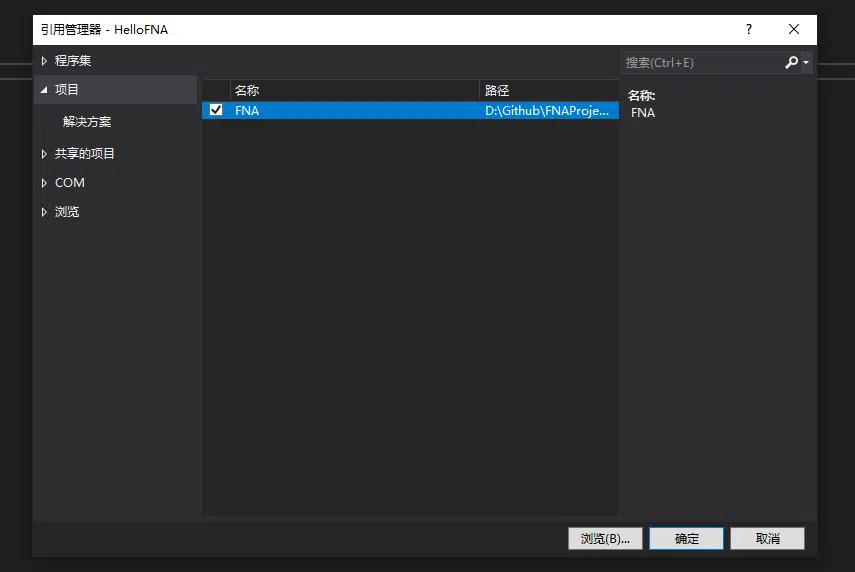 引用管理器 - HelloFNA
?
程序集
搜索(Ctrl+E)
项目
名称 路径
名称:
FNA D:\Github\FNAProje...
FNA
解决方案
共享的项目
COM
浏览
浏览(B)... 确定 取消